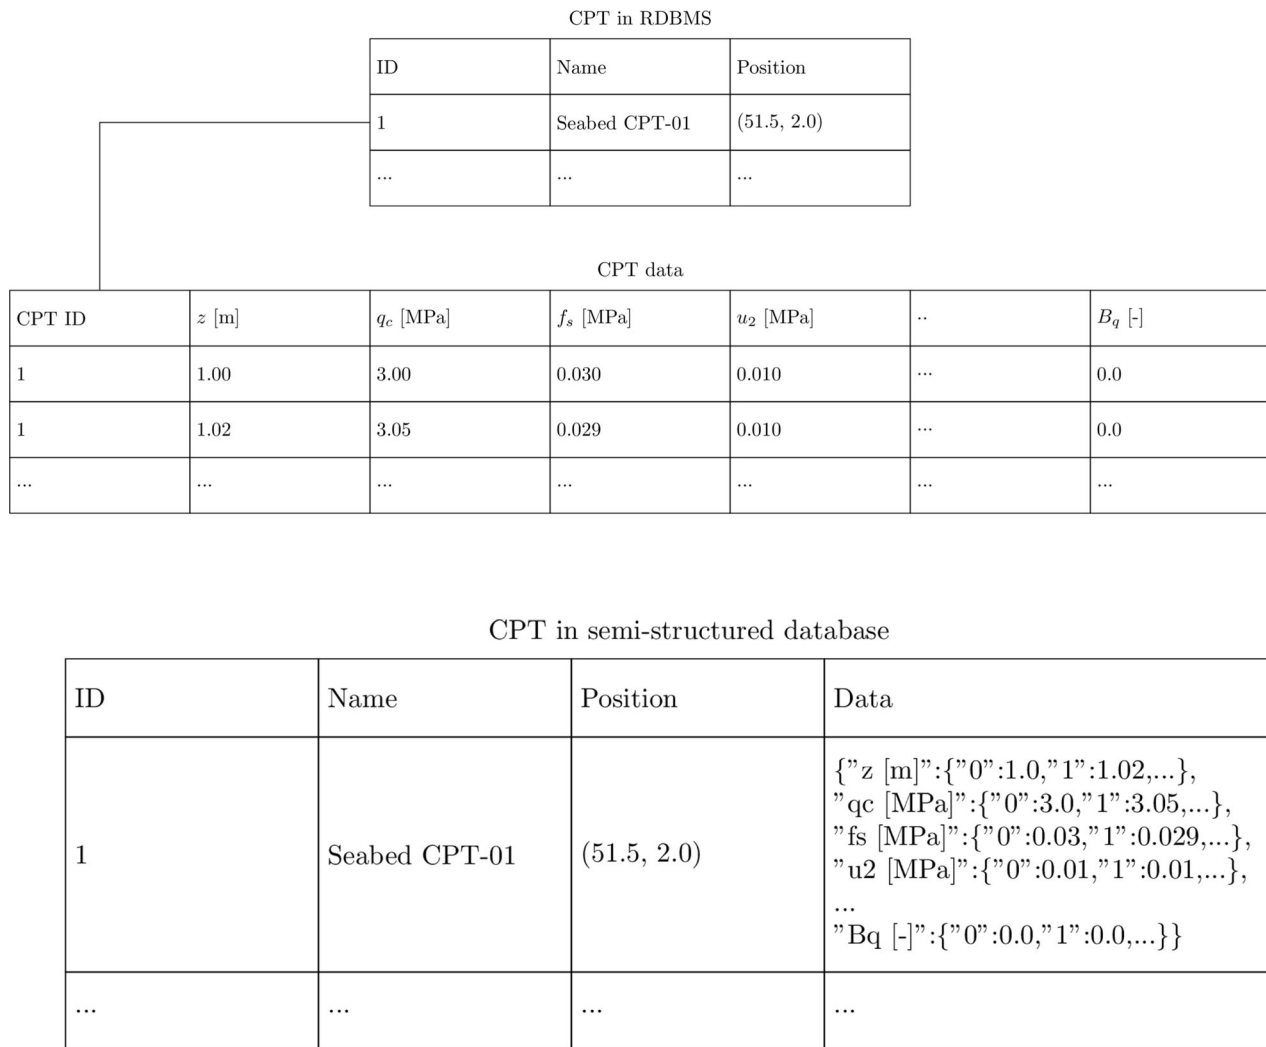 CPT in RDBMS
ID Name Position
1 Seabed CPT-01 (51.5, 2.0)
... ... ...
CPT data
CPT ID z [m] qc [MPa] fs [MPa] u2 [MPa] .. Bq [-]
1 1.00 3.00 0.030 0.010 ... 0.0
1 1.02 3.05 0.029 0.010 ... 0.0
... ... ... ... ... ... ...
CPT in semi-structured database
ID Name Position Data
{”z [m]”:{”0”:1.0,”1”:1.02,...},
”qc [MPa]”:{”0”:3.0,”1”:3.05,...},
”fs [MPa]”:{”0”:0.03,”1”:0.029,...},
1 Seabed CPT-01 (51.5, 2.0)
”u2 [MPa]”:{”0”:0.01,”1”:0.01,...},
...
”Bq [-]”:{”0”:0.0,”1”:0.0,...}}
... ... ... ...